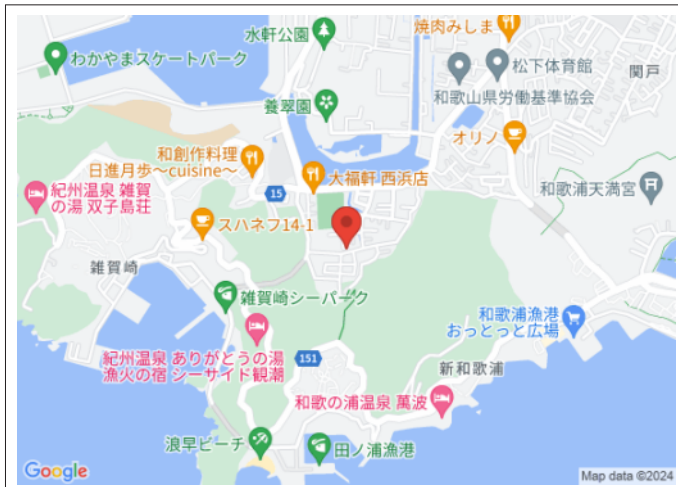 水軒公園
焼肉みしま
わかやまスケートパーク
松下体育館
関戸
和歌山県労働基準協会
養翠園
オリノ
和創作料理
日進月歩〜cuisine〜
大福軒 西浜店
15
紀州温泉 雑賀
の湯 双子島荘
和歌浦天満宮
スハネフ14-1
雑賀崎
雑賀崎シーパーク
和歌浦漁港
おっとっと広場
紀州温泉 ありがとうの湯
漁火の宿 シーサイド観潮
151
新和歌浦
和歌の浦温泉 萬波
浪早ビーチ
田ノ浦漁港
Google
Map data ©2024